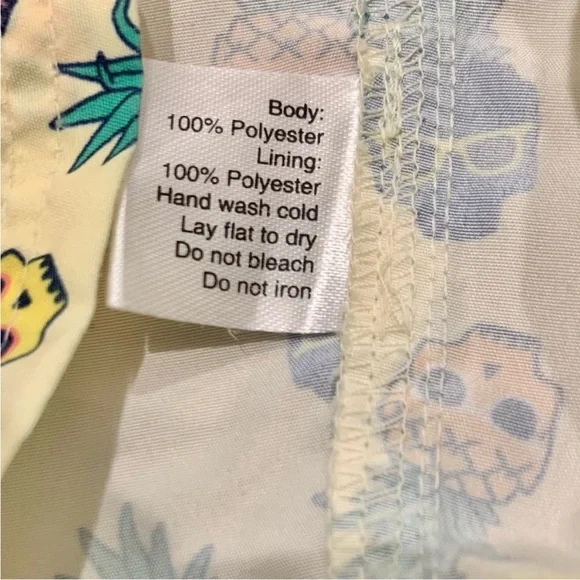 Body:
100% Polyester
Lining:
100% Polyester
Hand wash cold
Lay flat to dry
Do not bleach
Do not iron